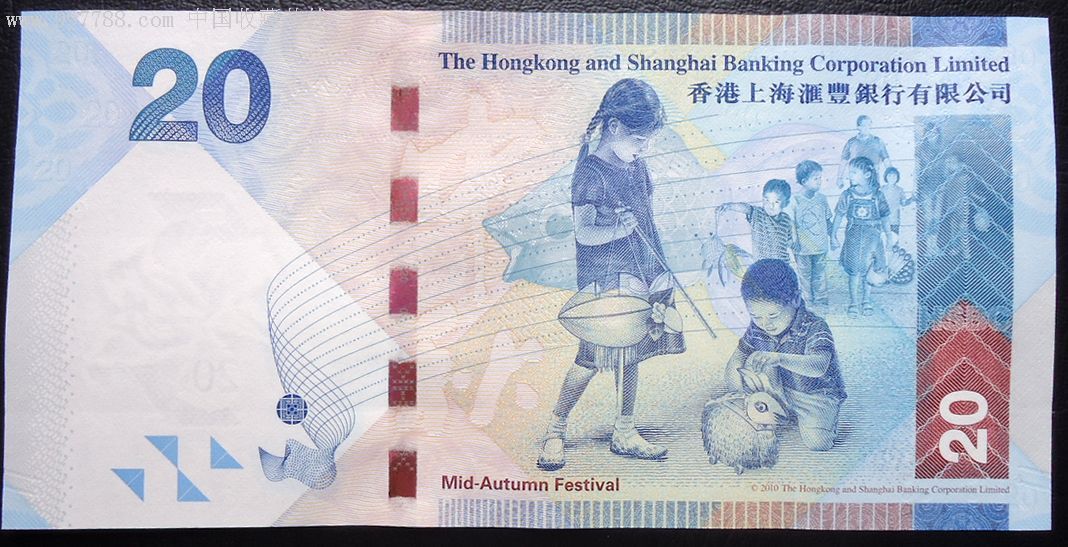 20
The Hongkong and Shanghai Banking Corporation Limited
香港上海滙豐銀行有限公司
20
Mid-Autumn Festival
© 2010 The Hongkong and Shanghai Banking Corporation Limited